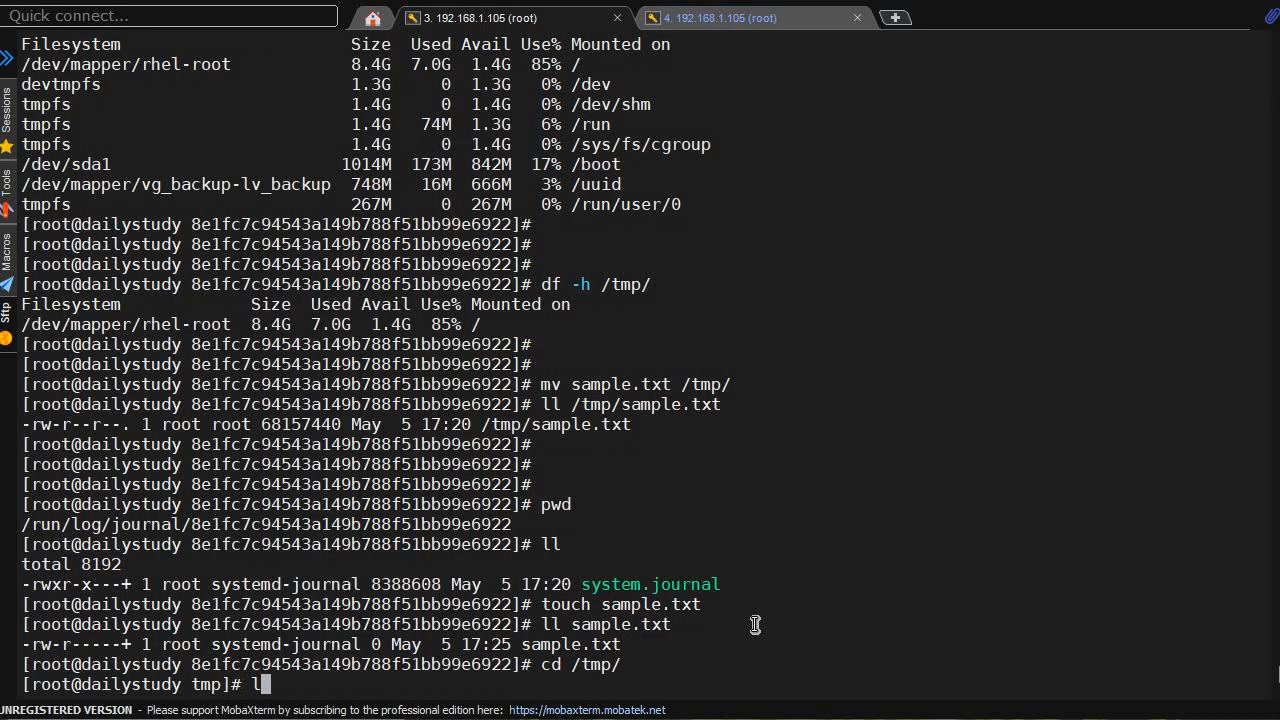 Quick connect...
3. 192.168.1.105 (root)
4. 192.168.1.105 (root)
Sessions
Tools
Macros
Sftp
Filesystem Size Used Avail Use% Mounted on
/dev/mapper/rhel-root 8.4G 7.0G 1.4G 85% /
devtmpfs 1.3G 0 1.3G 0% /dev
tmpfs 1.4G 0 1.4G 0% /dev/shm
tmpfs 1.4G 74M 1.3G 6% /run
tmpfs 1.4G 0 1.4G 0% /sys/fs/cgroup
/dev/sda1 1014M 173M 842M 17% /boot
/dev/mapper/vg_backup-lv_backup 748M 16M 666M 3% /uuid
tmpfs 267M 0 267M 0% /run/user/0
[root@dailystudy 8e1fc7c94543a149b788f51bb99e6922]#
[root@dailystudy 8e1fc7c94543a149b788f51bb99e6922]#
[root@dailystudy 8e1fc7c94543a149b788f51bb99e6922]#
[root@dailystudy 8e1fc7c94543a149b788f51bb99e6922]# df -h /tmp/
Filesystem Size Used Avail Use% Mounted on
/dev/mapper/rhel-root 8.4G 7.0G 1.4G 85% /
[root@dailystudy 8e1fc7c94543a149b788f51bb99e6922]#
[root@dailystudy 8e1fc7c94543a149b788f51bb99e6922]#
[root@dailystudy 8e1fc7c94543a149b788f51bb99e6922]# mv sample.txt /tmp/
[root@dailystudy 8e1fc7c94543a149b788f51bb99e6922]# ll /tmp/sample.txt
-rw-r--r--. 1 root root 68157440 May 5 17:20 /tmp/sample.txt
[root@dailystudy 8e1fc7c94543a149b788f51bb99e6922]#
[root@dailystudy 8e1fc7c94543a149b788f51bb99e6922]#
[root@dailystudy 8e1fc7c94543a149b788f51bb99e6922]#
[root@dailystudy 8e1fc7c94543a149b788f51bb99e6922]# pwd
/run/log/journal/8e1fc7c94543a149b788f51bb99e6922
[root@dailystudy 8e1fc7c94543a149b788f51bb99e6922]# ll
total 8192
-rwxr-x---+ 1 root systemd-journal 8388608 May 5 17:20 system.journal
[root@dailystudy 8e1fc7c94543a149b788f51bb99e6922]# touch sample.txt
[root@dailystudy 8e1fc7c94543a149b788f51bb99e6922]# ll sample.txt
-rw-r-----+ 1 root systemd-journal 0 May 5 17:25 sample.txt
[root@dailystudy 8e1fc7c94543a149b788f51bb99e6922]# cd /tmp/
[root@dailystudy tmp]# l
UNREGISTERED VERSION - Please support MobaXterm by subscribing to the professional edition here: https://mobaxterm.mobatek.net